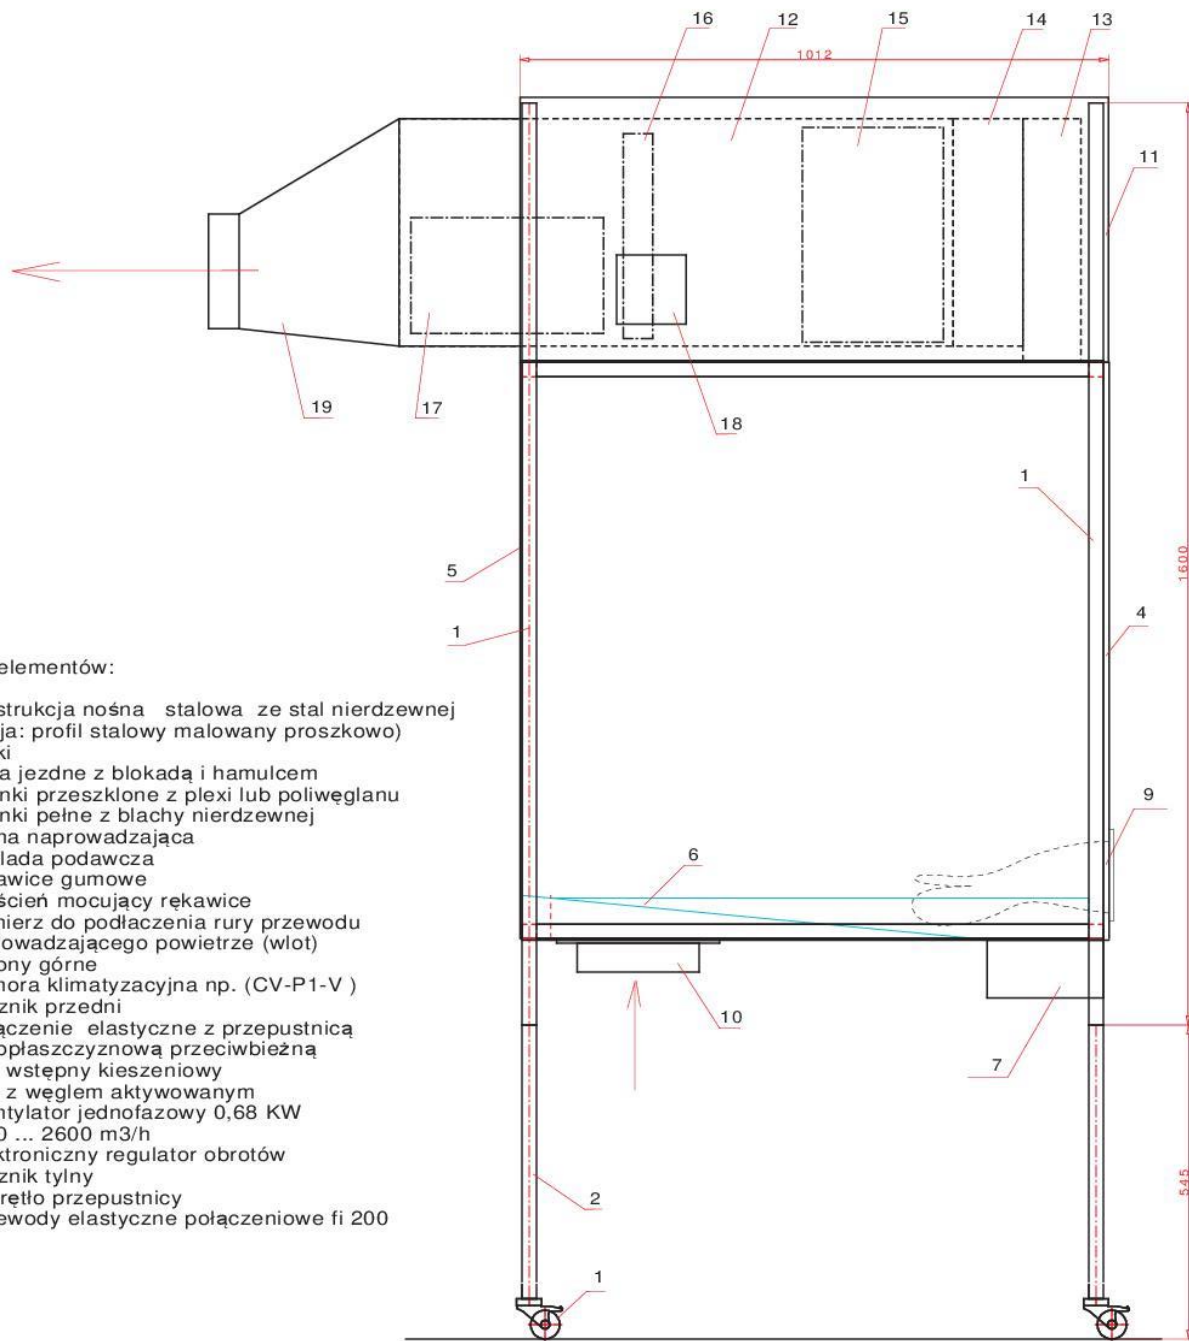 16 12 15 14 13
1012
11
19 17 18
1
5
1600
1
4
elementów:
strukcja nośna stalowa ze stal nierdzewnej
ja: profil stalowy malowany proszkowo)
ki
a jezdne z blokadą i hamulcem
nki przeszklone z plexi lub poliwęglanu
nki pełne z blachy nierdzewnej
na naprowadzająca
lada podawcza
awice gumowe
ścień mocujący rękawice
nierz do podłaczenia rury przewodu
owadzającego powietrze (wlot)
ony górne
nora klimatyzacyjna np. (CV-P1-V )
znik przedni
ączenie elastyczne z przepustnicą
opłaszczyznową przeciwbieżną
wstępny kieszeniowy
z węglem aktywowanym
ntylator jednofazowy 0,68 KW
0 ... 2600 m3/h
ktroniczny regulator obrotów
znik tylny
rętło przepustnicy
ewody elastyczne połączeniowe fi 200
9
6
10
7
545
2
1